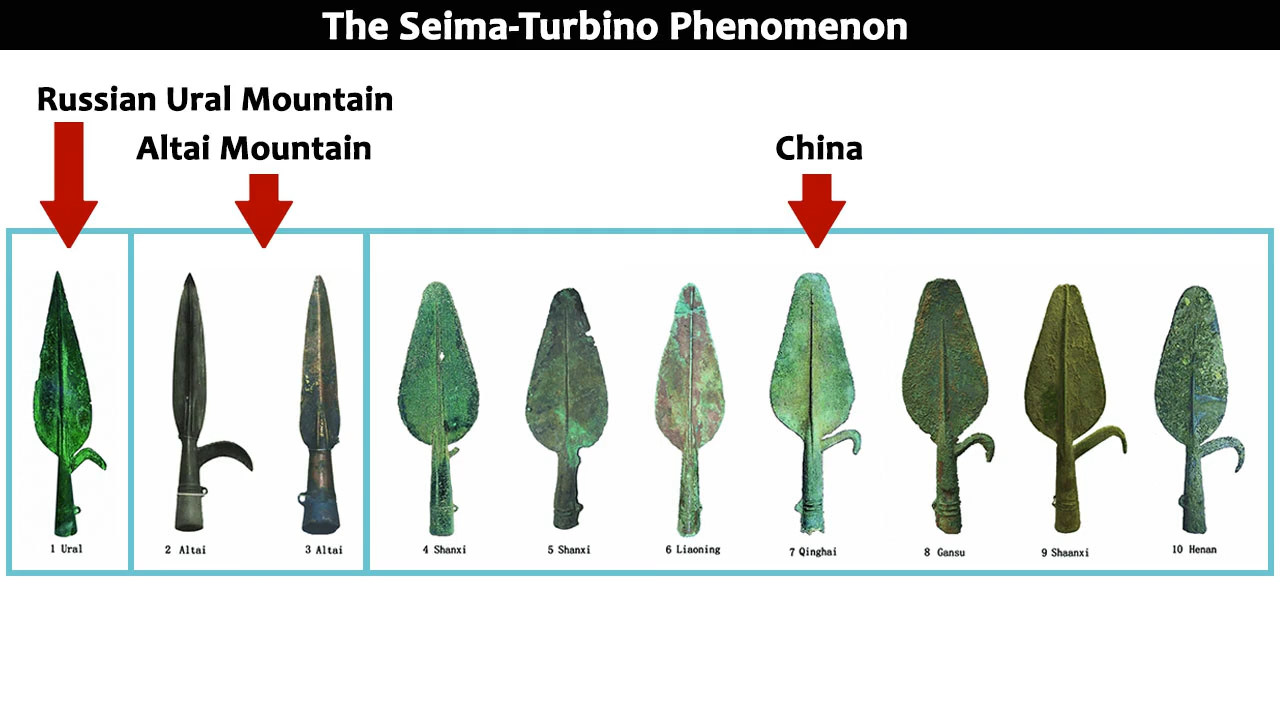 The Seima-Turbino Phenomenon
Russian Ural Mountain
Altai Mountain
China
1 Ural
2 Altai
3 Altai
4 Shanxi
5 Shanxi
6 Liaoning
7 Qinghai
8 Gansu
9 Shaanxi
10 Henan